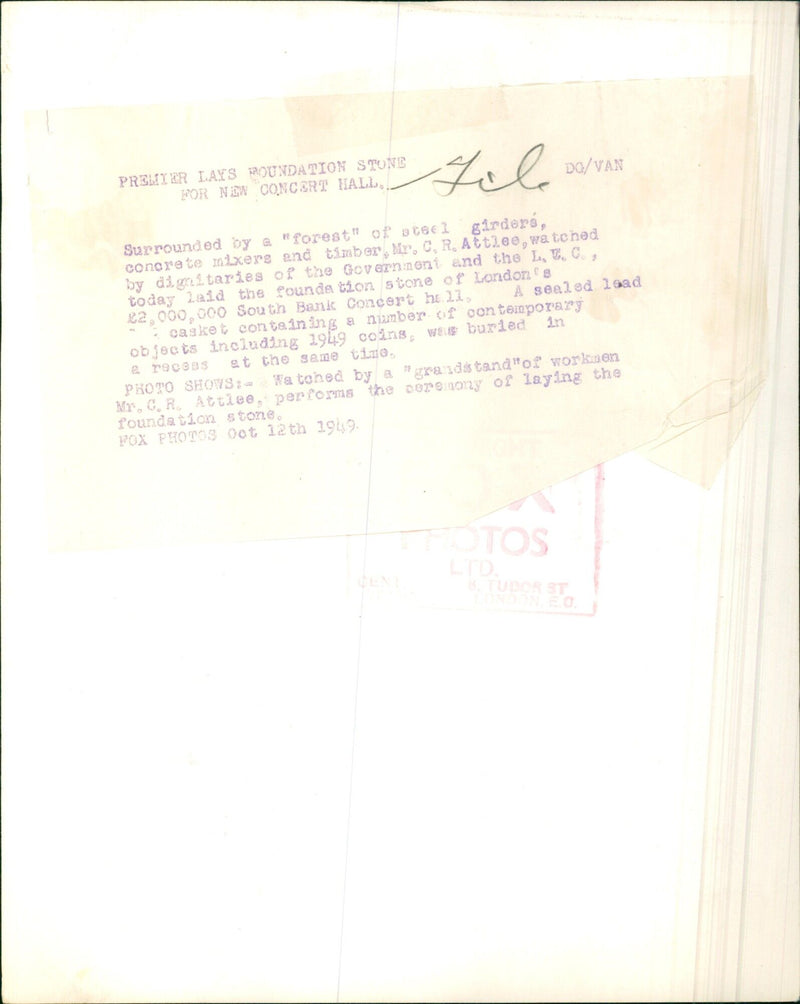 PREMIER LAYS FOUNDATION STONE
FOR NEW CONCERT HALL.
DG/VAN
Surrounded by a "forest" of steel girders,
concrete mixers and timber, Mr. C.R. Attlee, watched
by dignitaries of the Government and the L.C.C.,
today laid the foundation stone of London's
£2,000,000 South Bank Concert hall. A sealed lead
casket containing a number of contemporary
objects including 1949 coins, was buried in
a recess at the same time.
PHOTO SHOWS:- Watched by a "grandstand" of workmen
Mr. C.R. Attlee, performs the ceremony of laying the
foundation stone.
FOX PHOTOS Oct 12th 1949.
PHOTOS
LTD.
6, TUDOR ST
LONDON, E.C.